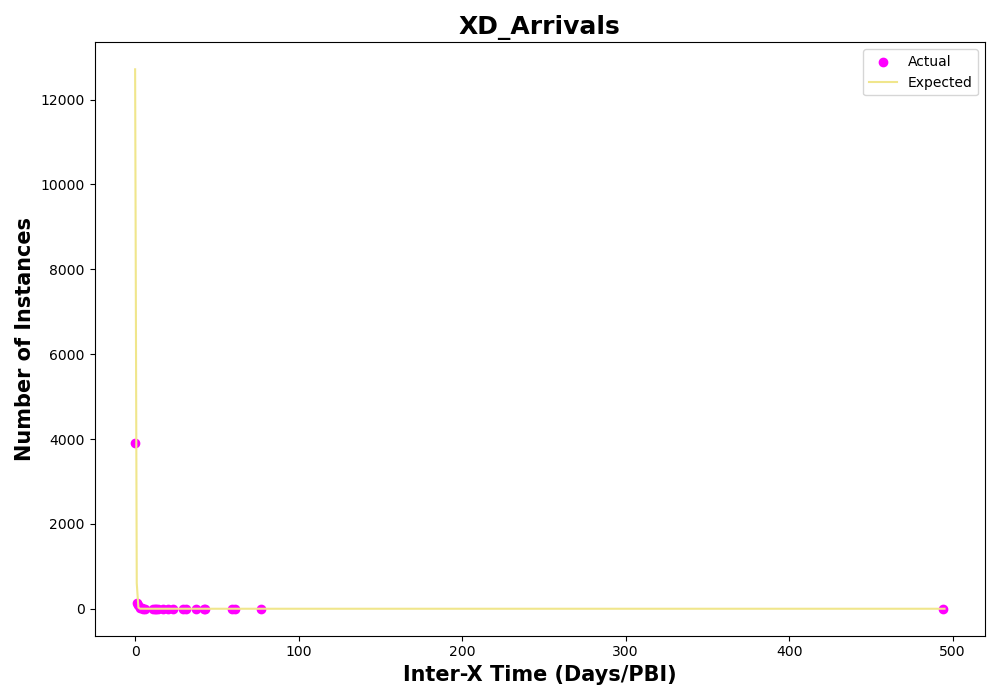 XD_Arrivals
Actual
Expected
12000
10000
8000
6000
4000
2000
0
Number of Instances
0 100 200 300 400 500
Inter-X Time (Days/PBI)